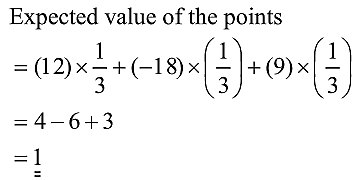 Expected value of the points
= (12) × 1/3 + (−18) × (1/3) + (9) × (1/3)
= 4 − 6 + 3
= 1